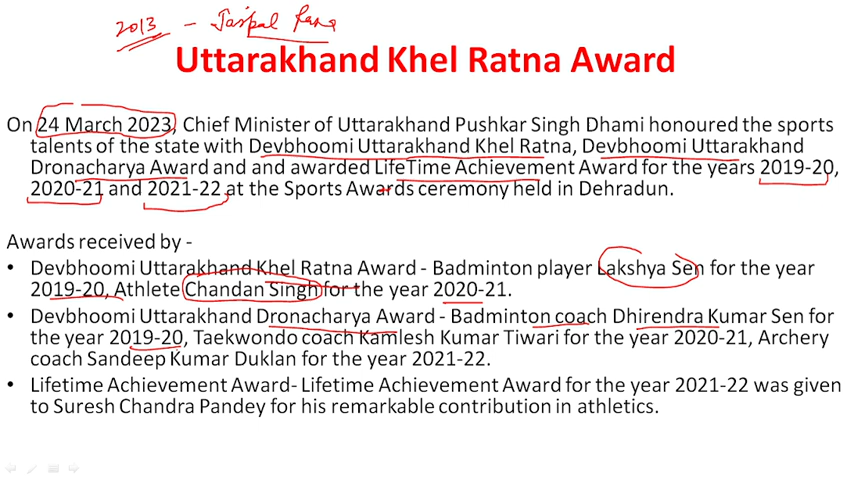 2013 - Jaspal Rana
Uttarakhand Khel Ratna Award
On 24 March 2023, Chief Minister of Uttarakhand Pushkar Singh Dhami honoured the sports
talents of the state with Devbhoomi Uttarakhand Khel Ratna, Devbhoomi Uttarakhand
Dronacharya Award and and awarded LifeTime Achievement Award for the years 2019-20,
2020-21 and 2021-22 at the Sports Awards ceremony held in Dehradun.
Awards received by -
• Devbhoomi Uttarakhand Khel Ratna Award - Badminton player Lakshya Sen for the year
2019-20, Athlete Chandan Singh for the year 2020-21.
• Devbhoomi Uttarakhand Dronacharya Award - Badminton coach Dhirendra Kumar Sen for
the year 2019-20, Taekwondo coach Kamlesh Kumar Tiwari for the year 2020-21, Archery
coach Sandeep Kumar Duklan for the year 2021-22.
• Lifetime Achievement Award- Lifetime Achievement Award for the year 2021-22 was given
to Suresh Chandra Pandey for his remarkable contribution in athletics.